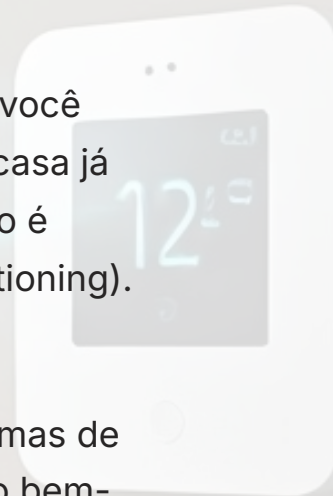 você
casa já
o é
tioning).
12
mas de
o bem-